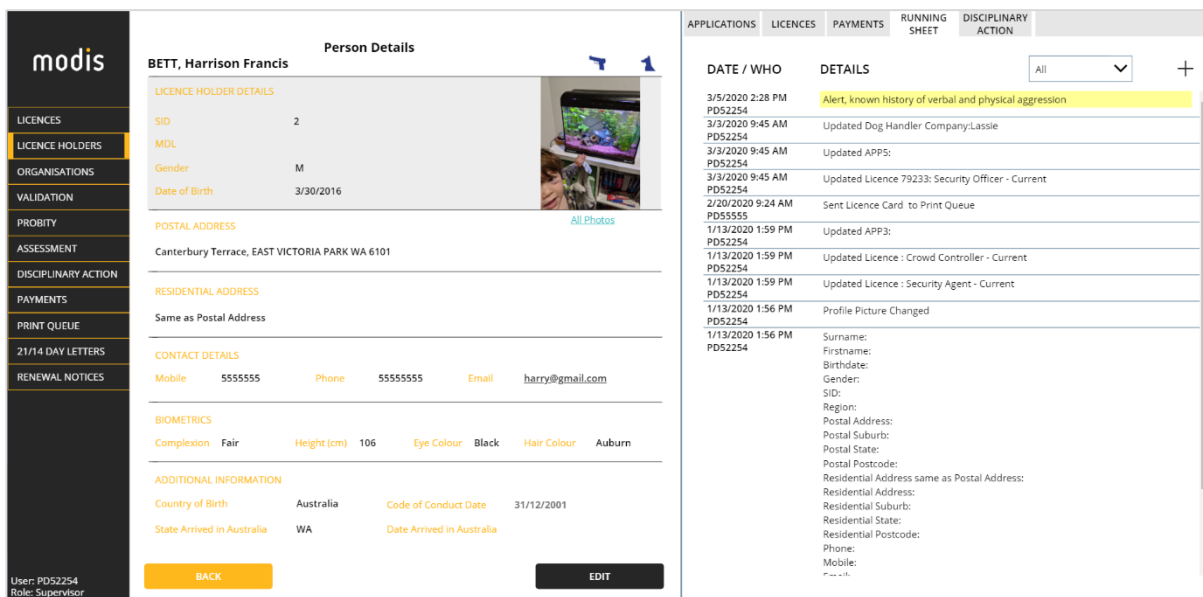 modis
LICENCES
LICENCE HOLDERS
ORGANISATIONS
VALIDATION
PROBITY
ASSESSMENT
DISCIPLINARY ACTION
PAYMENTS
PRINT QUEUE
21/14 DAY LETTERS
RENEWAL NOTICES
User: PD52254
Role: Supervisor
Person Details
BETT, Harrison Francis
LICENCE HOLDER DETAILS
SID 2
MDL
Gender M
Date of Birth 3/30/2016
All Photos
POSTAL ADDRESS
Canterbury Terrace, EAST VICTORIA PARK WA 6101
RESIDENTIAL ADDRESS
Same as Postal Address
CONTACT DETAILS
Mobile 5555555 Phone 55555555 Email harry@gmail.com
BIOMETRICS
Complexion Fair Height (cm) 106 Eye Colour Black Hair Colour Auburn
ADDITIONAL INFORMATION
Country of Birth Australia Code of Conduct Date 31/12/2001
State Arrived in Australia WA Date Arrived in Australia
BACK EDIT
APPLICATIONS LICENCES PAYMENTS RUNNING SHEET DISCIPLINARY ACTION
DATE / WHO DETAILS All
3/5/2020 2:28 PM Alert, known history of verbal and physical aggression
PD52254
3/3/2020 9:45 AM Updated Dog Handler Company:Lassie
PD52254
3/3/2020 9:45 AM Updated APP5:
PD52254
3/3/2020 9:45 AM Updated Licence 79233: Security Officer - Current
PD52254
2/20/2020 9:24 AM Sent Licence Card to Print Queue
PD55555
1/13/2020 1:59 PM Updated APP3:
PD52254
1/13/2020 1:59 PM Updated Licence : Crowd Controller - Current
PD52254
1/13/2020 1:59 PM Updated Licence : Security Agent - Current
PD52254
1/13/2020 1:56 PM Profile Picture Changed
PD52254
1/13/2020 1:56 PM Surname:
PD52254
Firstname:
Birthdate:
Gender:
SID:
Region:
Postal Address:
Postal Suburb:
Postal State:
Postal Postcode:
Residential Address same as Postal Address:
Residential Address:
Residential Suburb:
Residential State:
Residential Postcode:
Phone:
Mobile: